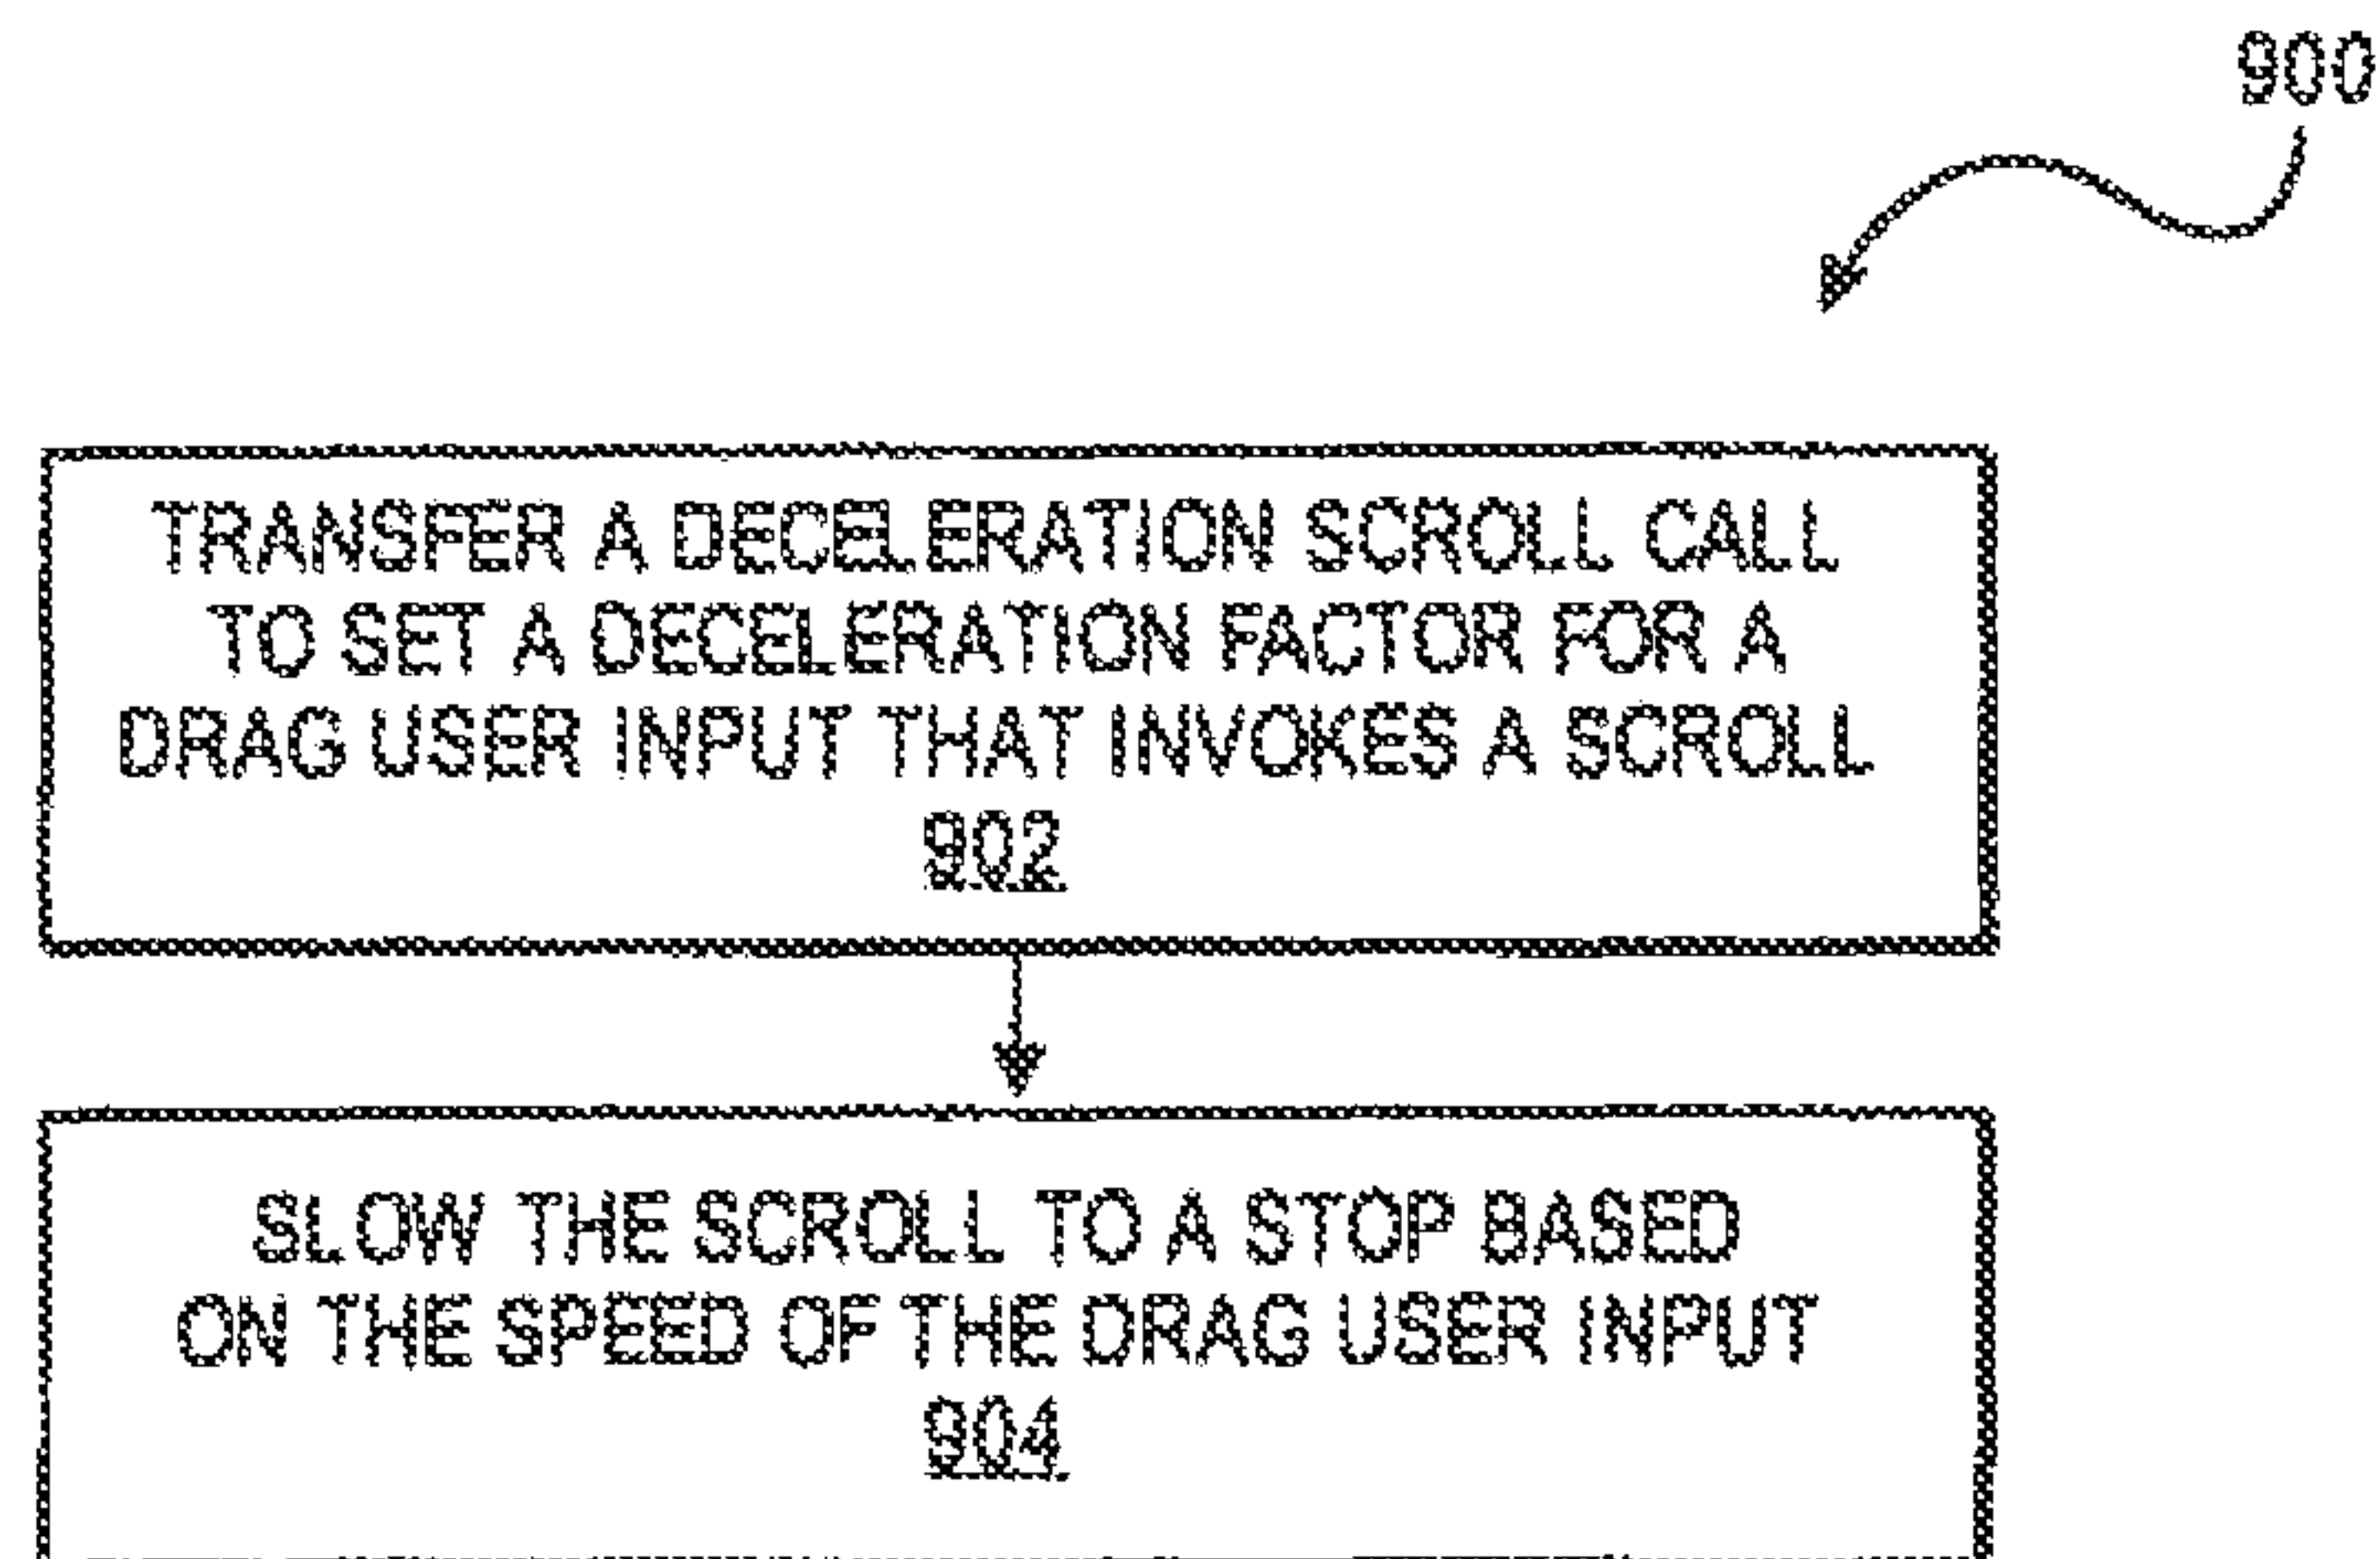 900
TRANSFER A DECELERATION SCROLL CALL
TO SET A DECELERATION FACTOR FOR A
DRAG USER INPUT THAT INVOKES A SCROLL
902
SLOW THE SCROLL TO A STOP BASED
ON THE SPEED OF THE DRAG USER INPUT
904